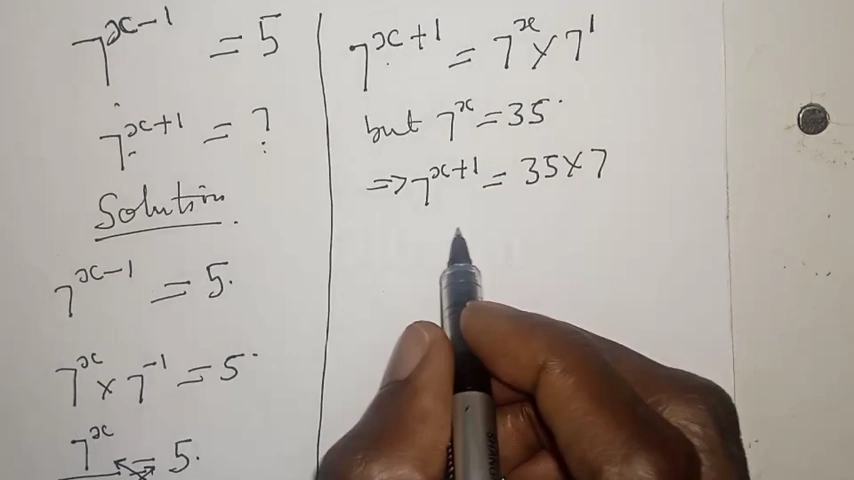 7^{x-1} = 5
7^{x+1} = ?
Solution
7^{x-1} = 5.
7^x × 7^{-1} = 5.
7^x = 5.
7^{x+1} = 7^x × 7^1
but 7^x = 35.
=> 7^{x+1} = 35 × 7